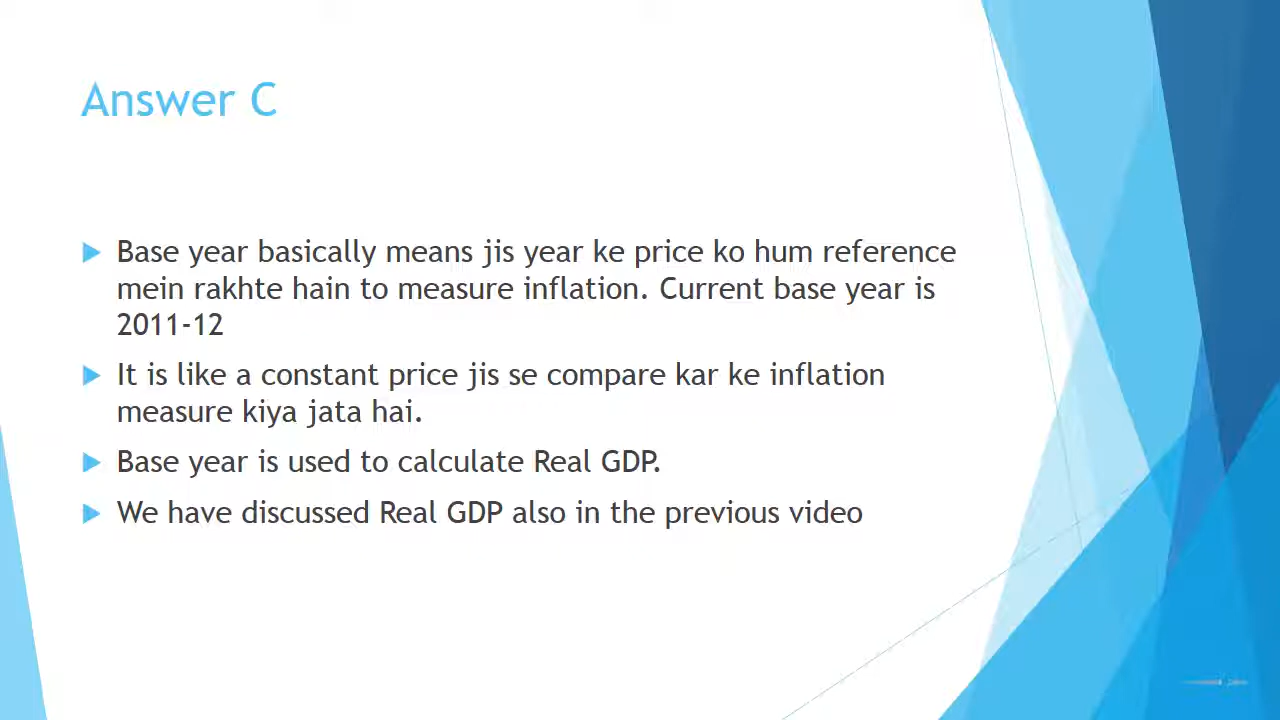 Answer C
Base year basically means jis year ke price ko hum reference
mein rakhte hain to measure inflation. Current base year is
2011-12
It is like a constant price jis se compare kar ke inflation
measure kiya jata hai.
Base year is used to calculate Real GDP.
We have discussed Real GDP also in the previous video